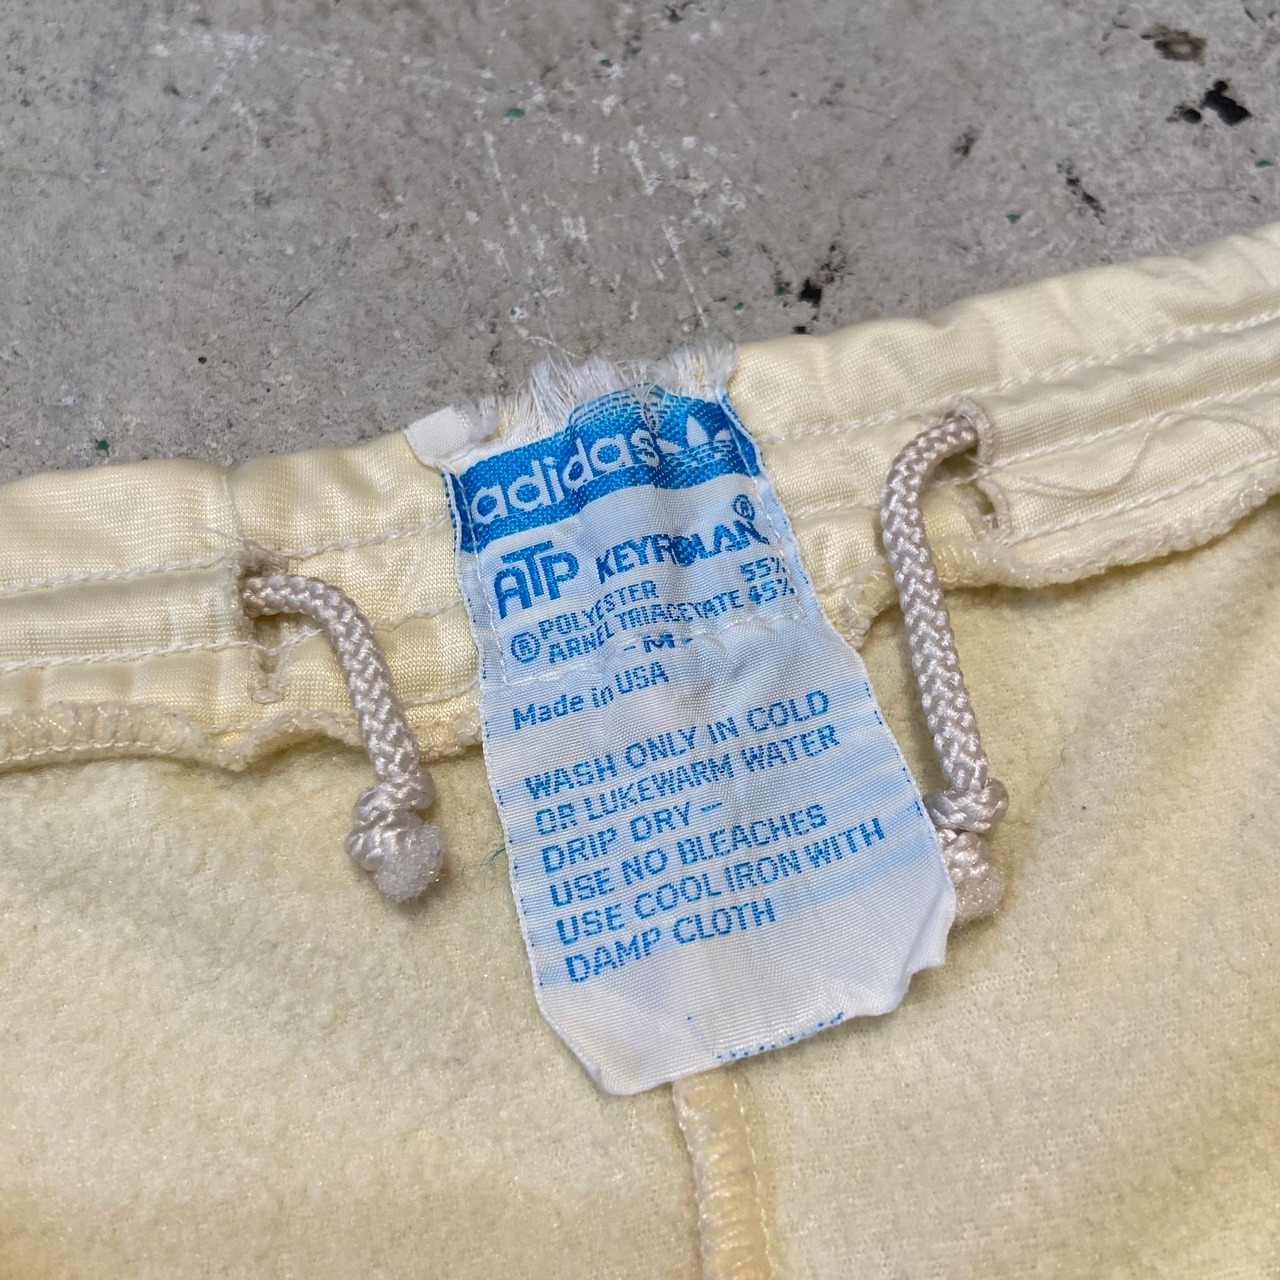 adidas
ATP KEYROLAN®
POLYESTER 55%
® ARNEL TRIACETATE 45%
- M -
Made in USA
WASH ONLY IN COLD
OR LUKEWARM WATER
DRIP DRY –
USE NO BLEACHES
USE COOL IRON WITH
DAMP CLOTH